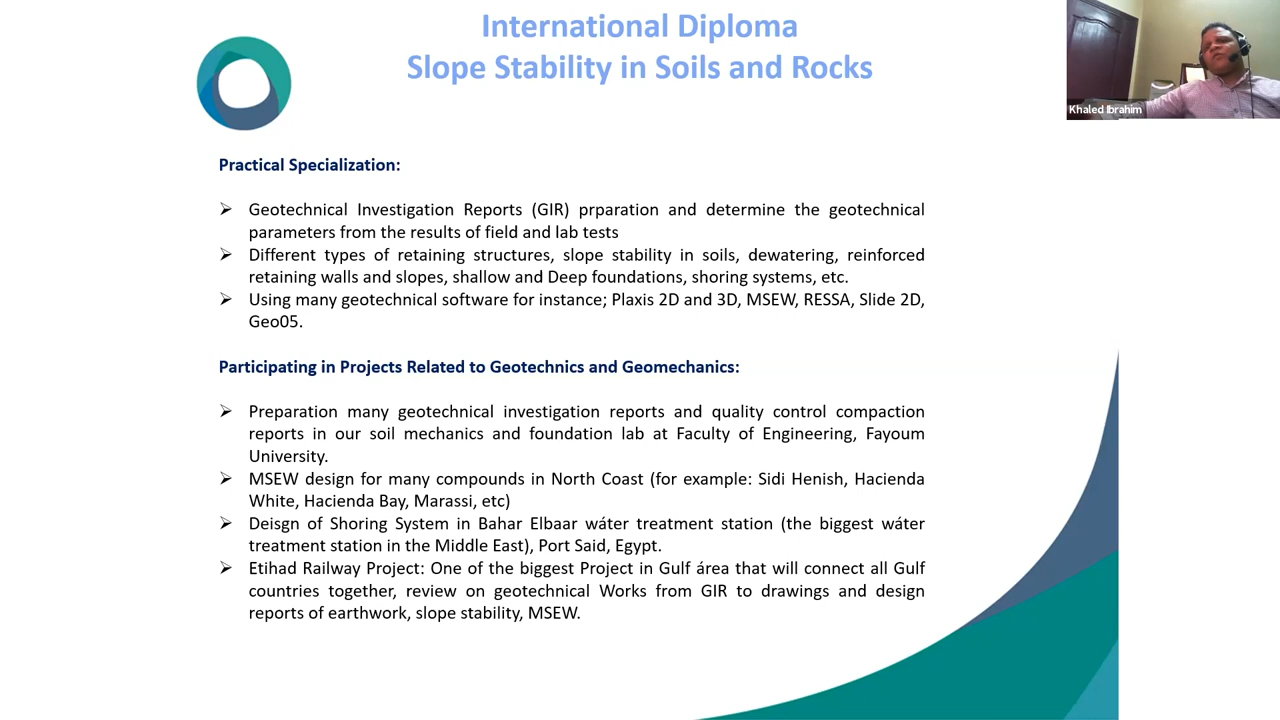 International Diploma
Slope Stability in Soils and Rocks
Khaled Ibrahim
Practical Specialization:
➢ Geotechnical Investigation Reports (GIR) prparation and determine the geotechnical
parameters from the results of field and lab tests
➢ Different types of retaining structures, slope stability in soils, dewatering, reinforced
retaining walls and slopes, shallow and Deep foundations, shoring systems, etc.
➢ Using many geotechnical software for instance; Plaxis 2D and 3D, MSEW, RESSA, Slide 2D,
Geo05.
Participating in Projects Related to Geotechnics and Geomechanics:
➢ Preparation many geotechnical investigation reports and quality control compaction
reports in our soil mechanics and foundation lab at Faculty of Engineering, Fayoum
University.
➢ MSEW design for many compounds in North Coast (for example: Sidi Henish, Hacienda
White, Hacienda Bay, Marassi, etc)
➢ Deisgn of Shoring System in Bahar Elbaar wáter treatment station (the biggest wáter
treatment station in the Middle East), Port Said, Egypt.
➢ Etihad Railway Project: One of the biggest Project in Gulf área that will connect all Gulf
countries together, review on geotechnical Works from GIR to drawings and design
reports of earthwork, slope stability, MSEW.